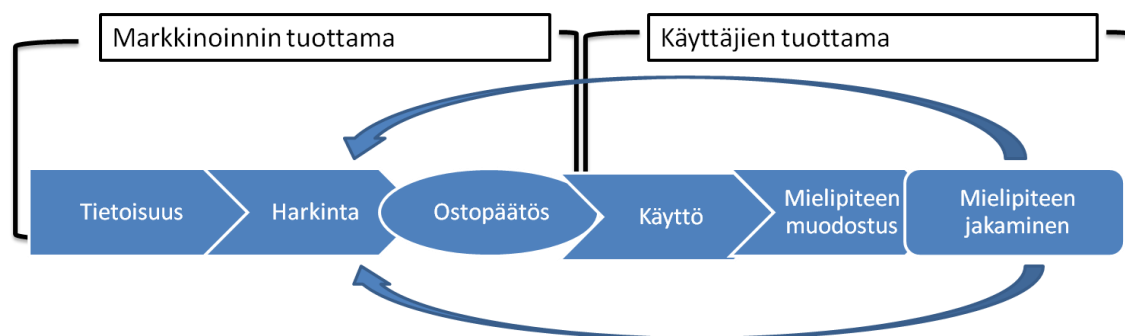 Markkinoinnin tuottama
Käyttäjien tuottama
Tietoisuus
Harkinta
Ostopäätös
Käyttö
Mielipiteen
muodostus
Mielipiteen
jakaminen